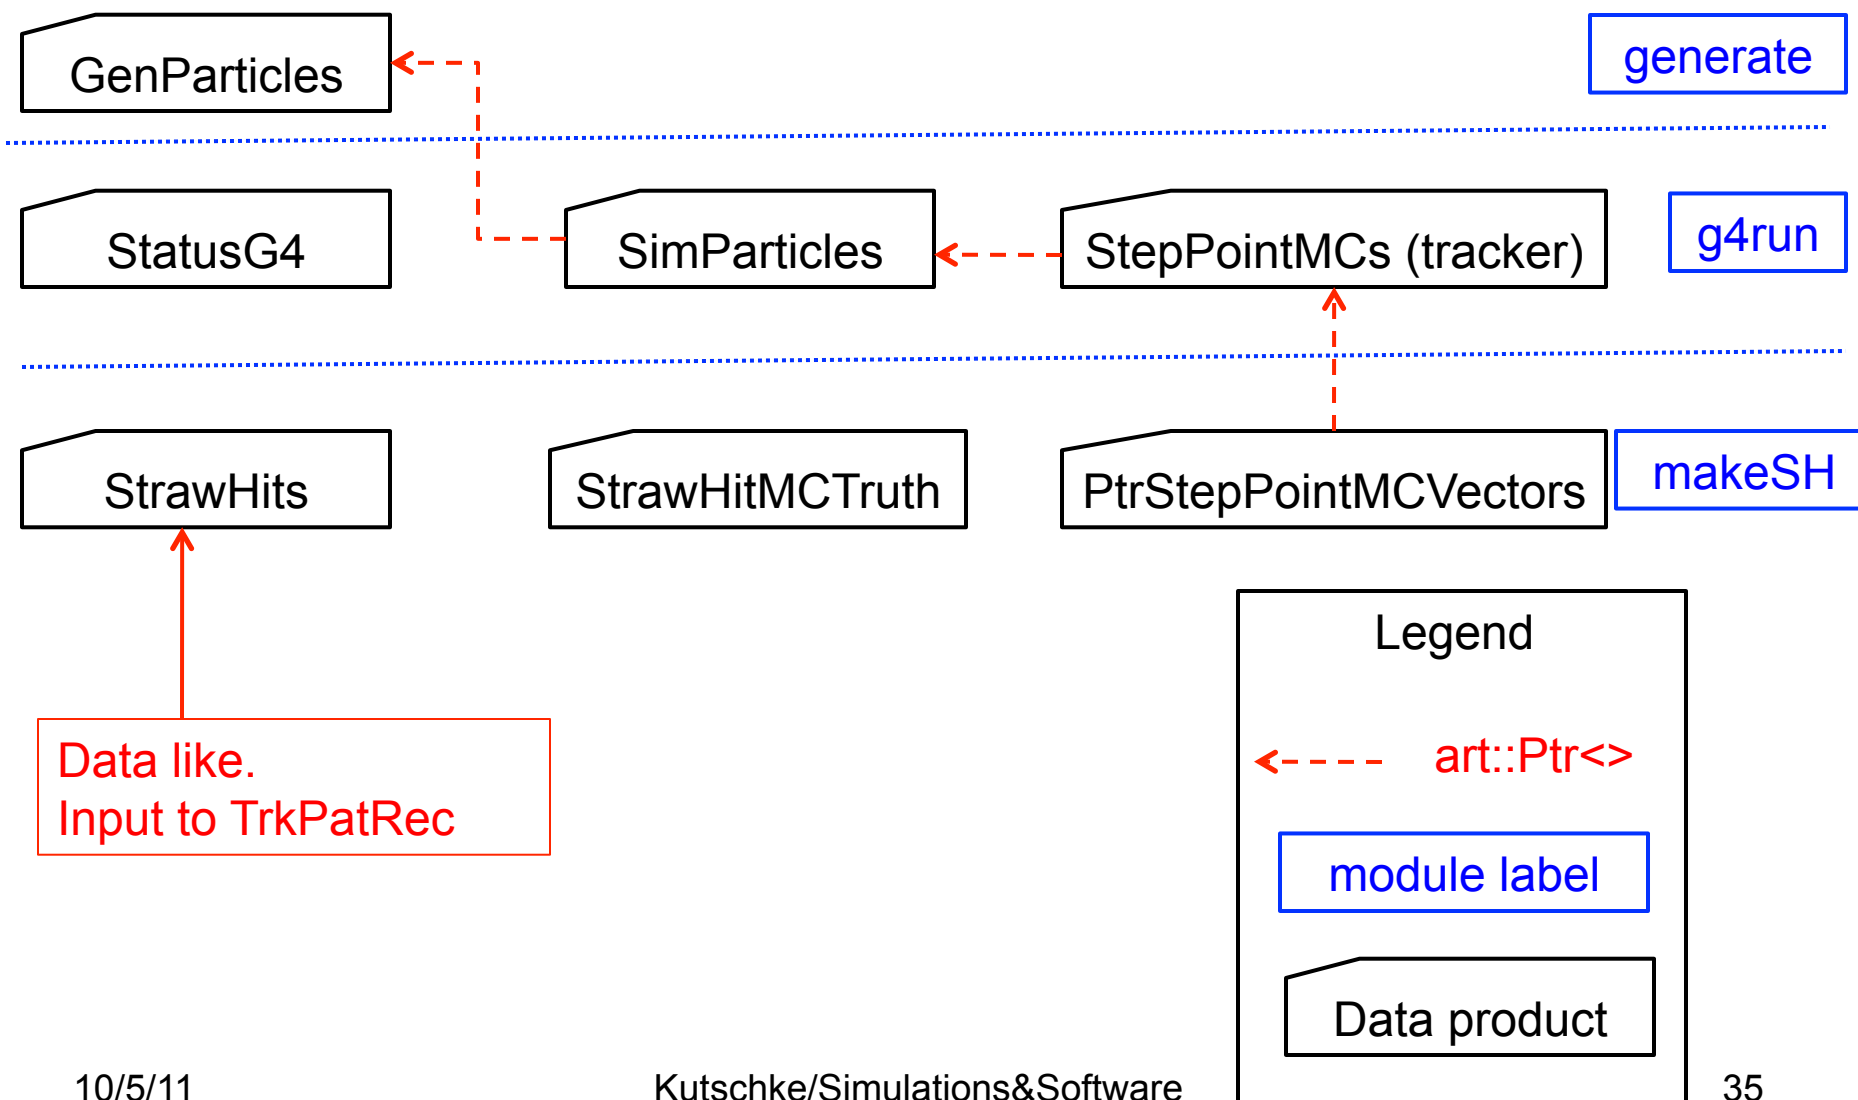 GenParticles
generate
StatusG4
SimParticles
StepPointMCs (tracker)
g4run
StrawHits
StrawHitMCTruth
PtrStepPointMCVectors
makeSH
Legend
art::Ptr<>
module label
Data product
Data like.
Input to TrkPatRec
10/5/11
Kutschke/Simulations&Software
35